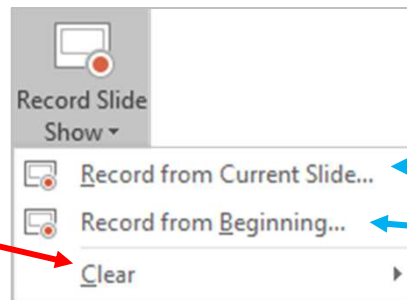 Record Slide
Show
Record from Current Slide...
Record from Beginning...
Clear